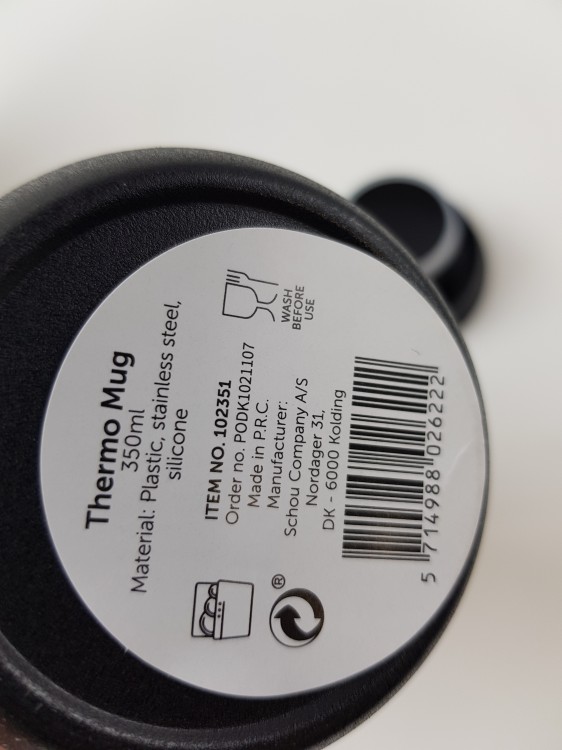 Thermo Mug
350ml
Material: Plastic, stainless steel,
silicone
ITEM NO. 102351
Order no. PODK1021107
Made in P.R.C.
Manufacturer:
Schou Company A/S
Nordager 31,
DK - 6000 Kolding
WASH
BEFORE
USE
®
5 714988 026222